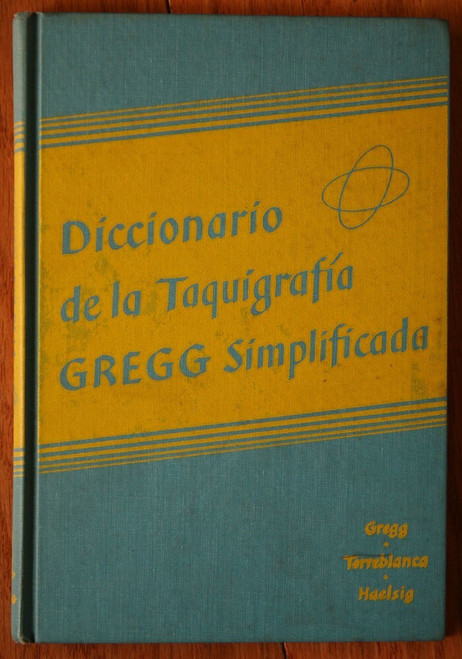 Diccionario
de la Taquigrafía
GREGG Simplificada
Gregg
·
Torreblanca
·
Haelsig